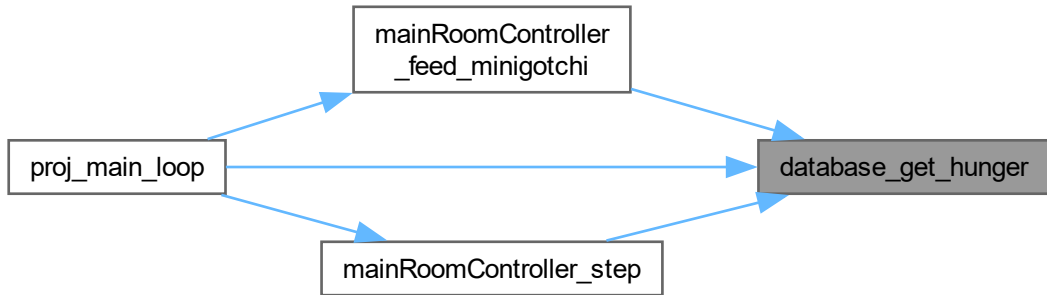 mainRoomController
_feed_minigotchi
proj_main_loop
database_get_hunger
mainRoomController_step